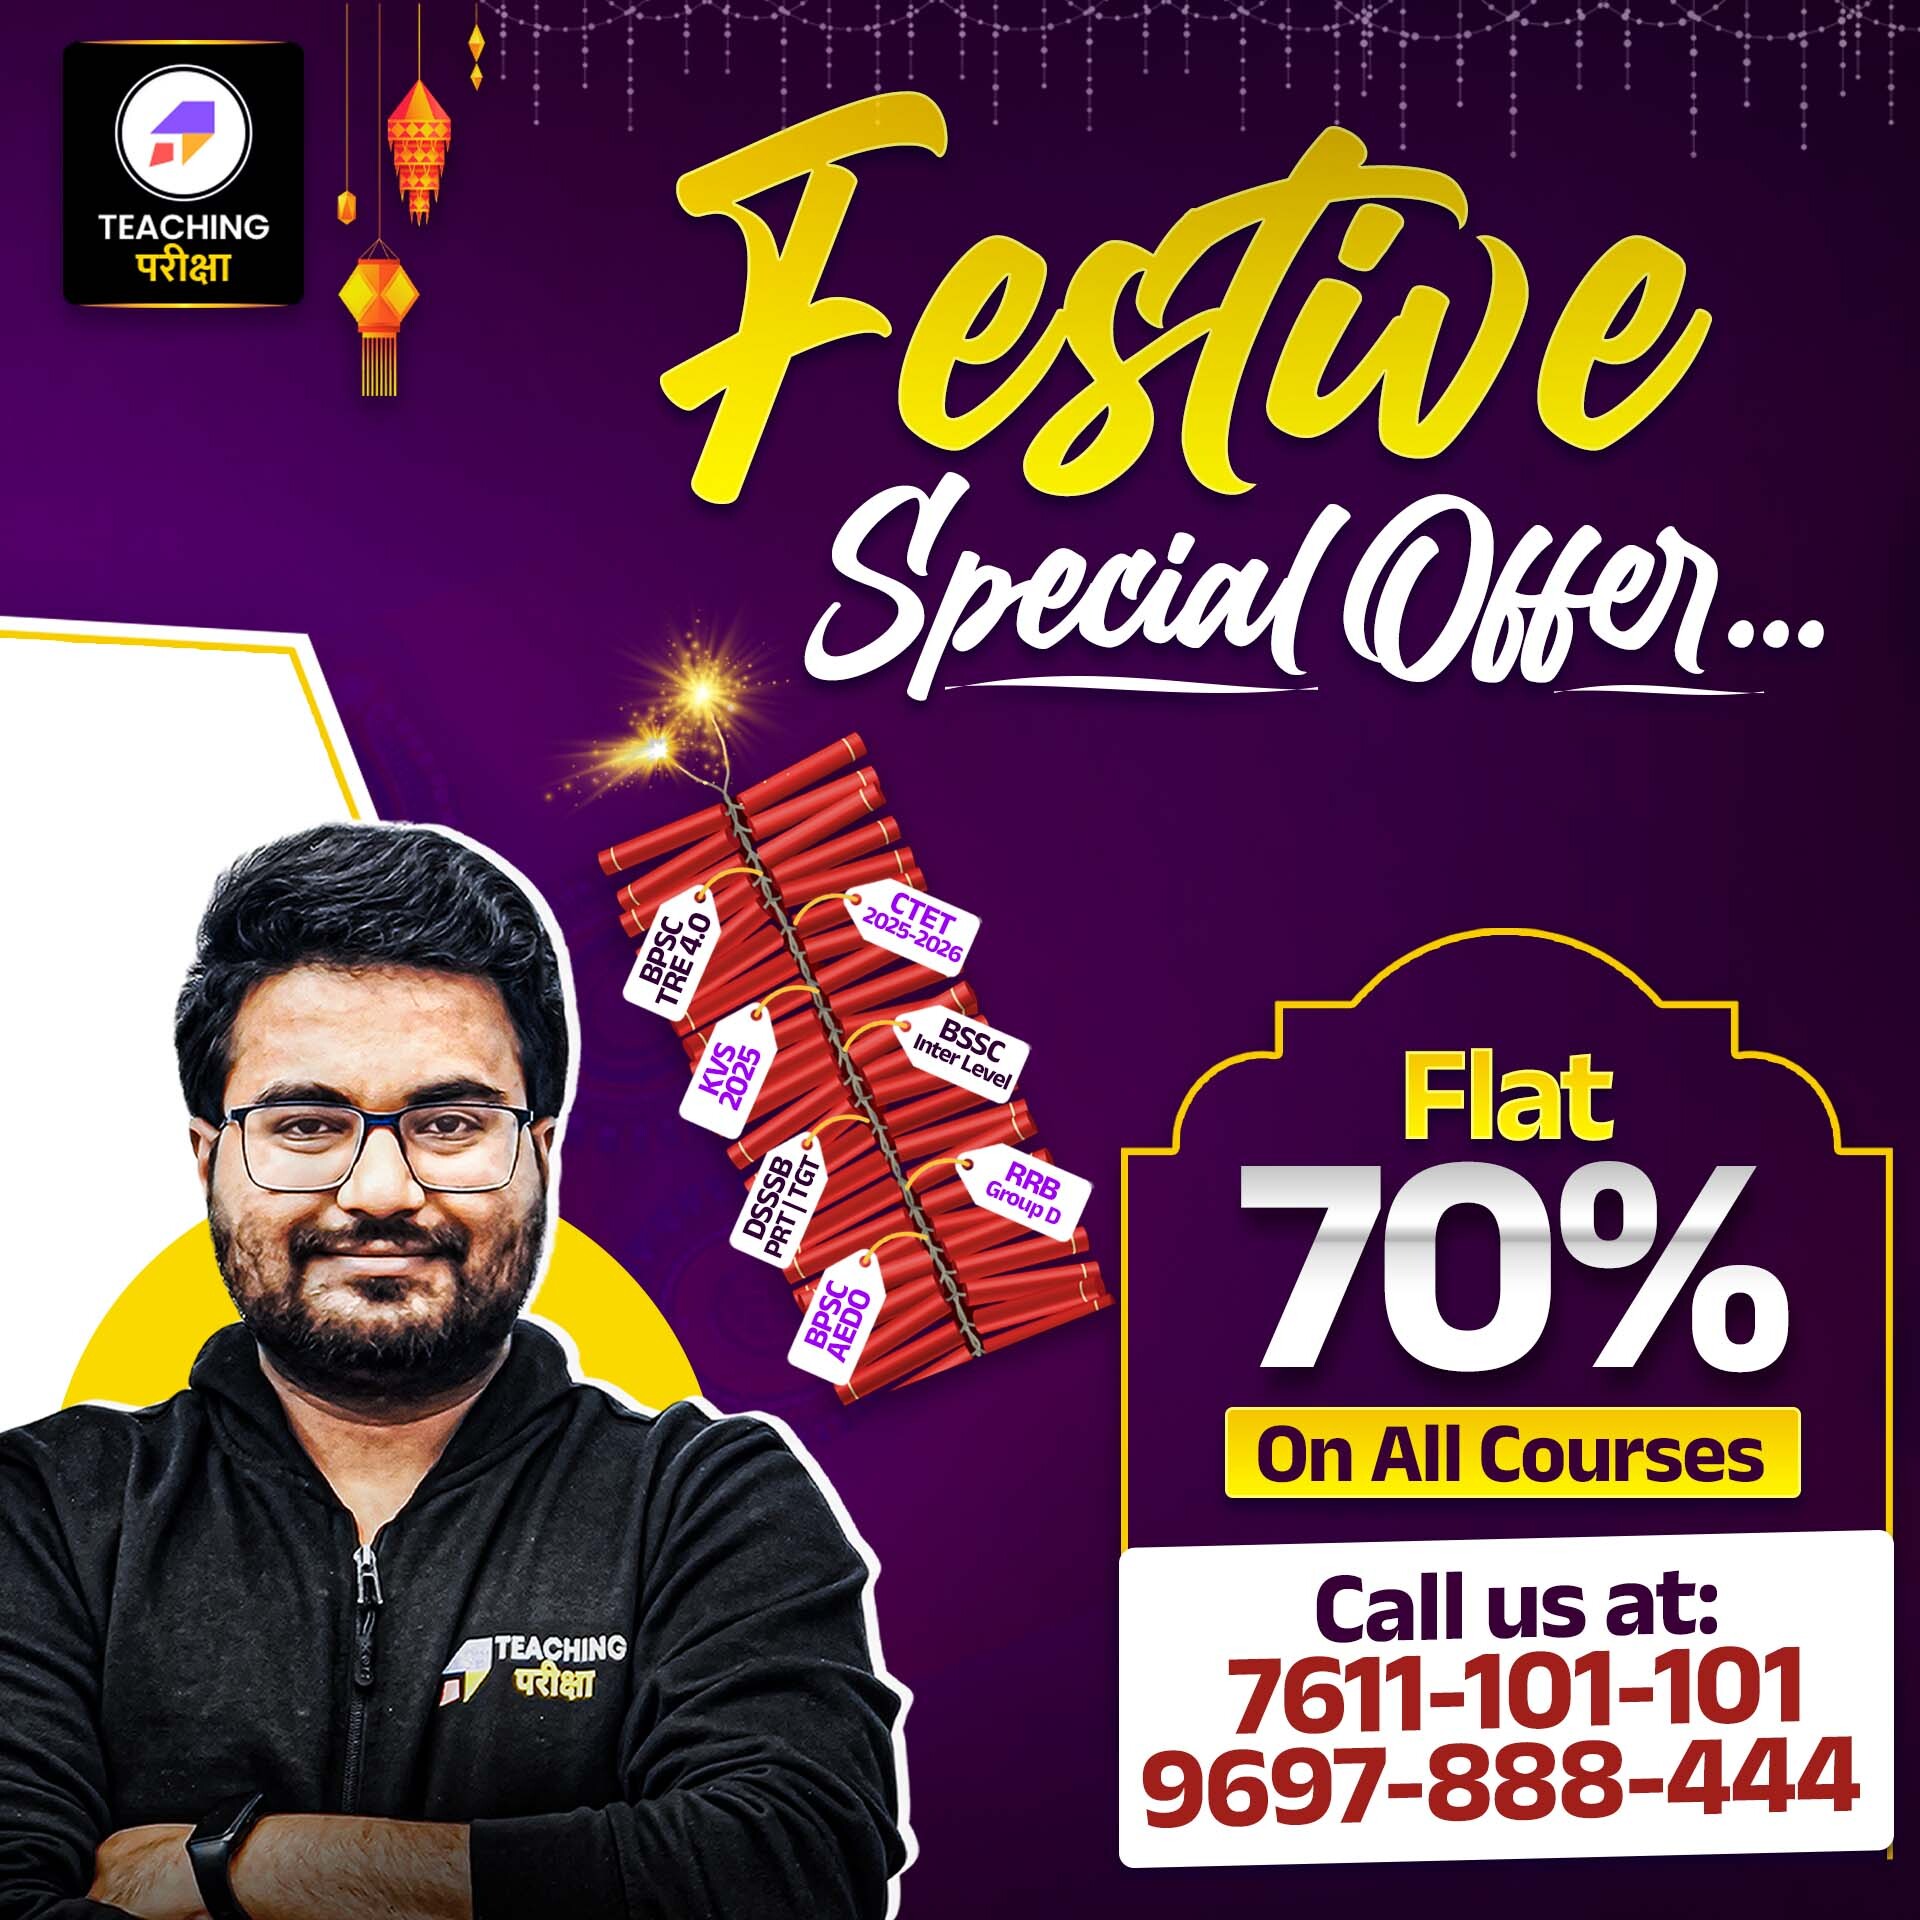 TEACHING
परीक्षा
Festive
Special Offer...
BPSC
TRE 4.0
CTET
2025-2026
KVS
2025
BSSC
Inter Level
DSSSB
PRT | TGT
RRB
Group D
BPSC
AEDO
Flat
70%
On All Courses
Call us at:
7611-101-101
9697-888-444
TEACHING
परीक्षा